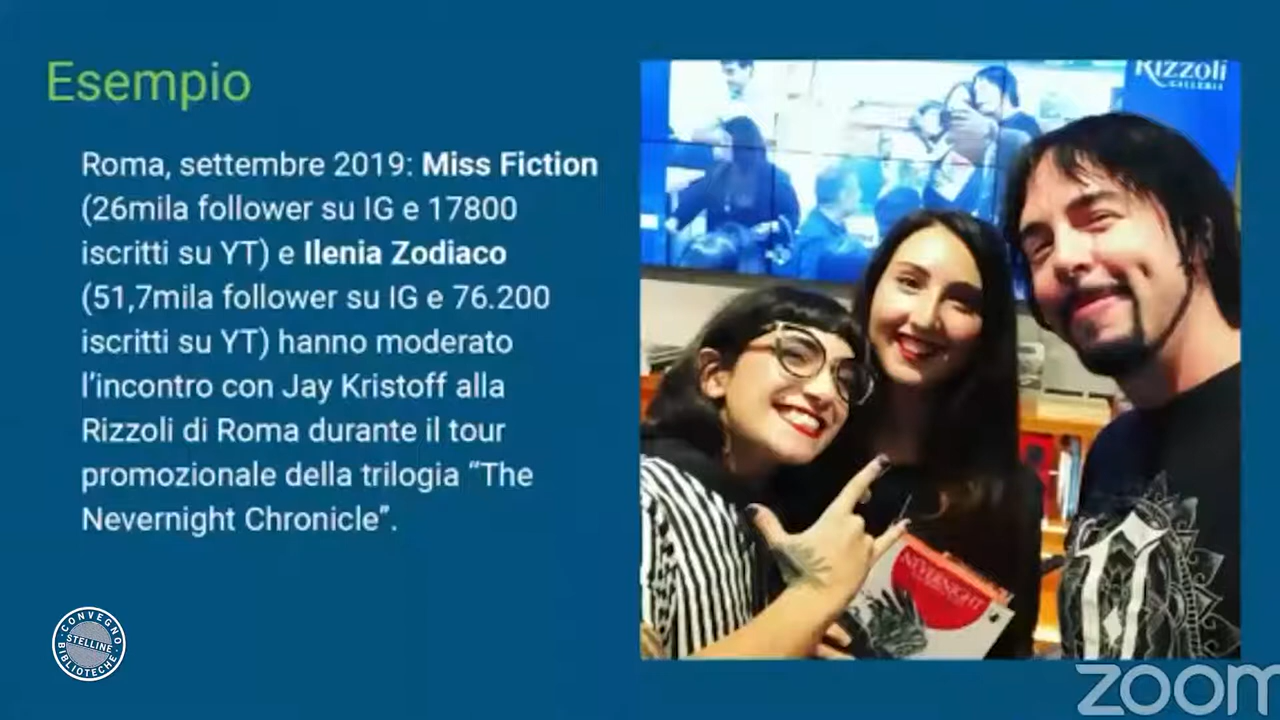 Esempio
Roma, settembre 2019: Miss Fiction
(26mila follower su IG e 17800
iscritti su YT) e Ilenia Zodiaco
(51,7mila follower su IG e 76.200
iscritti su YT) hanno moderato
l’incontro con Jay Kristoff alla
Rizzoli di Roma durante il tour
promozionale della trilogia “The
Nevernight Chronicle”.
Rizzoli
GALLERIA
NEVERNIGHT
CONVEGNO
STELLINE
BIBLIOTECHE
zoom